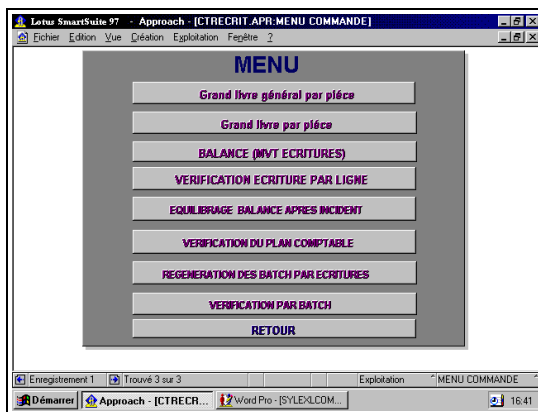 Lotus SmartSuite 97 - Approach - [CTRECRIT.APR:MENU COMMANDE]
Fichier Edition Vue Création Exploitation Fenêtre ?
MENU
Grand livre général par piéce
Grand livre par piéce
BALANCE (MVT ECRITURES)
VERIFICATION ECRITURE PAR LIGNE
EQUILIBRAGE BALANCE APRES INCIDENT
VERIFICATION DU PLAN COMPTABLE
REGENERATION DES BATCH PAR ECRITURES
VERIFICATION PAR BATCH
RETOUR
Enregistrement 1 Trouvé 3 sur 3 Exploitation MENU COMMANDE
Démarrer Approach - [CTRECR... Word Pro - [SYLEXLCOM... 16:41